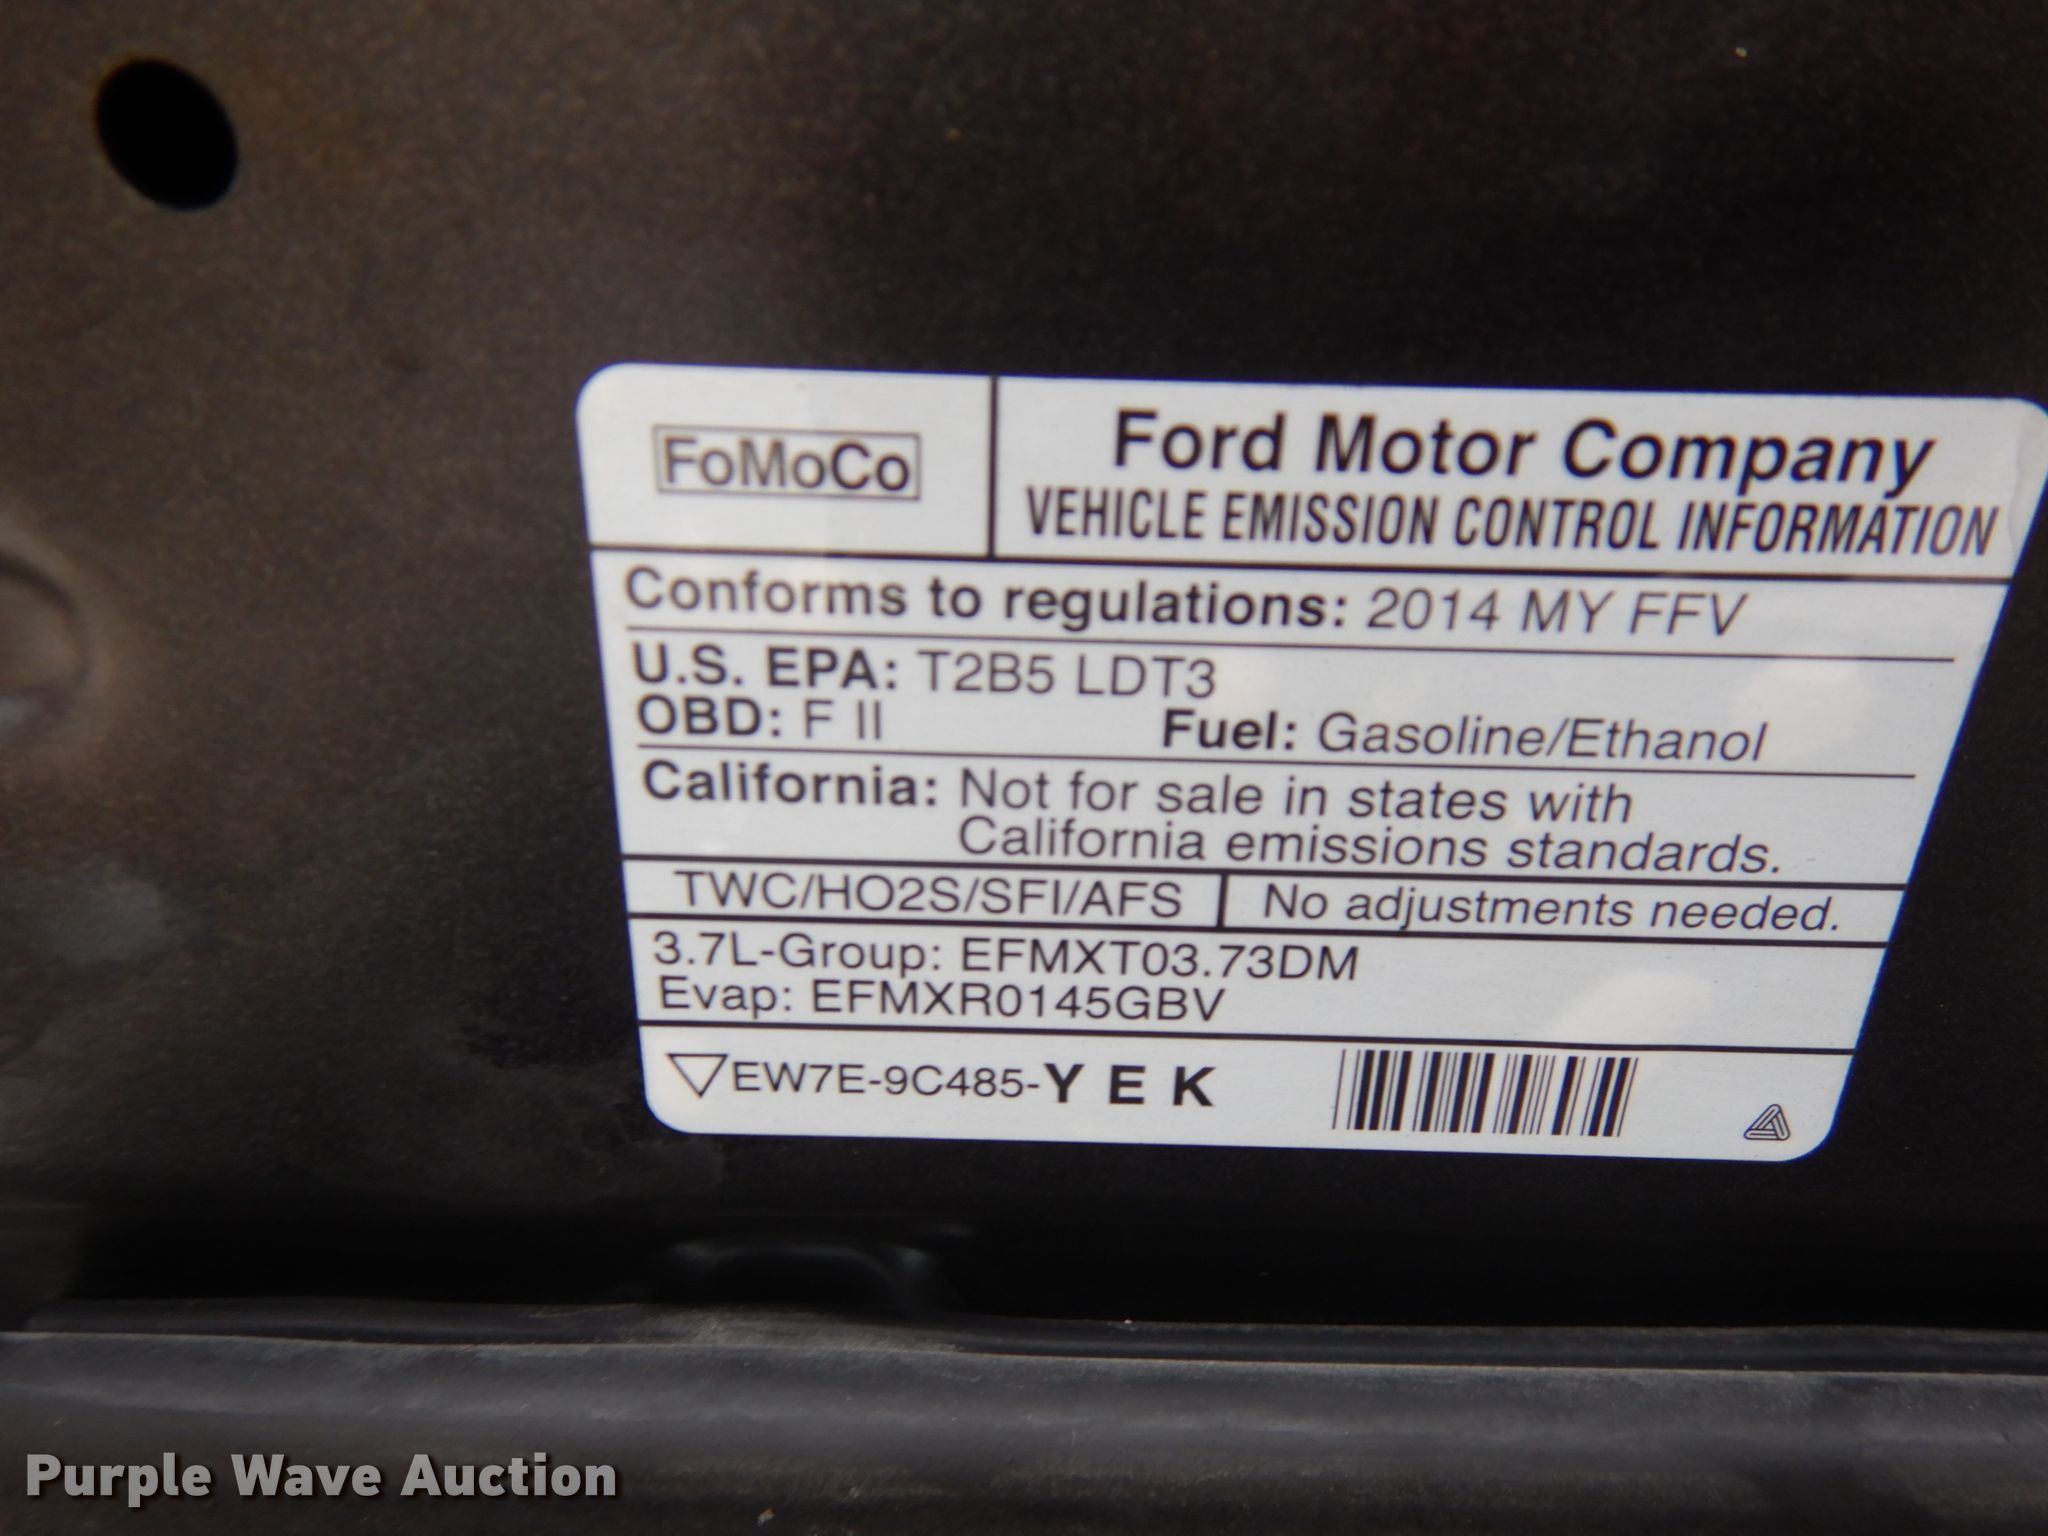 FoMoCo
Ford Motor Company
VEHICLE EMISSION CONTROL INFORMATION
Conforms to regulations: 2014 MY FFV
U.S. EPA: T2B5 LDT3
OBD: F II Fuel: Gasoline/Ethanol
California: Not for sale in states with
California emissions standards.
TWC/HO2S/SFI/AFS No adjustments needed.
3.7L-Group: EFMXT03.73DM
Evap: EFMXR0145GBV
EW7E-9C485-Y E K
Purple Wave Auction